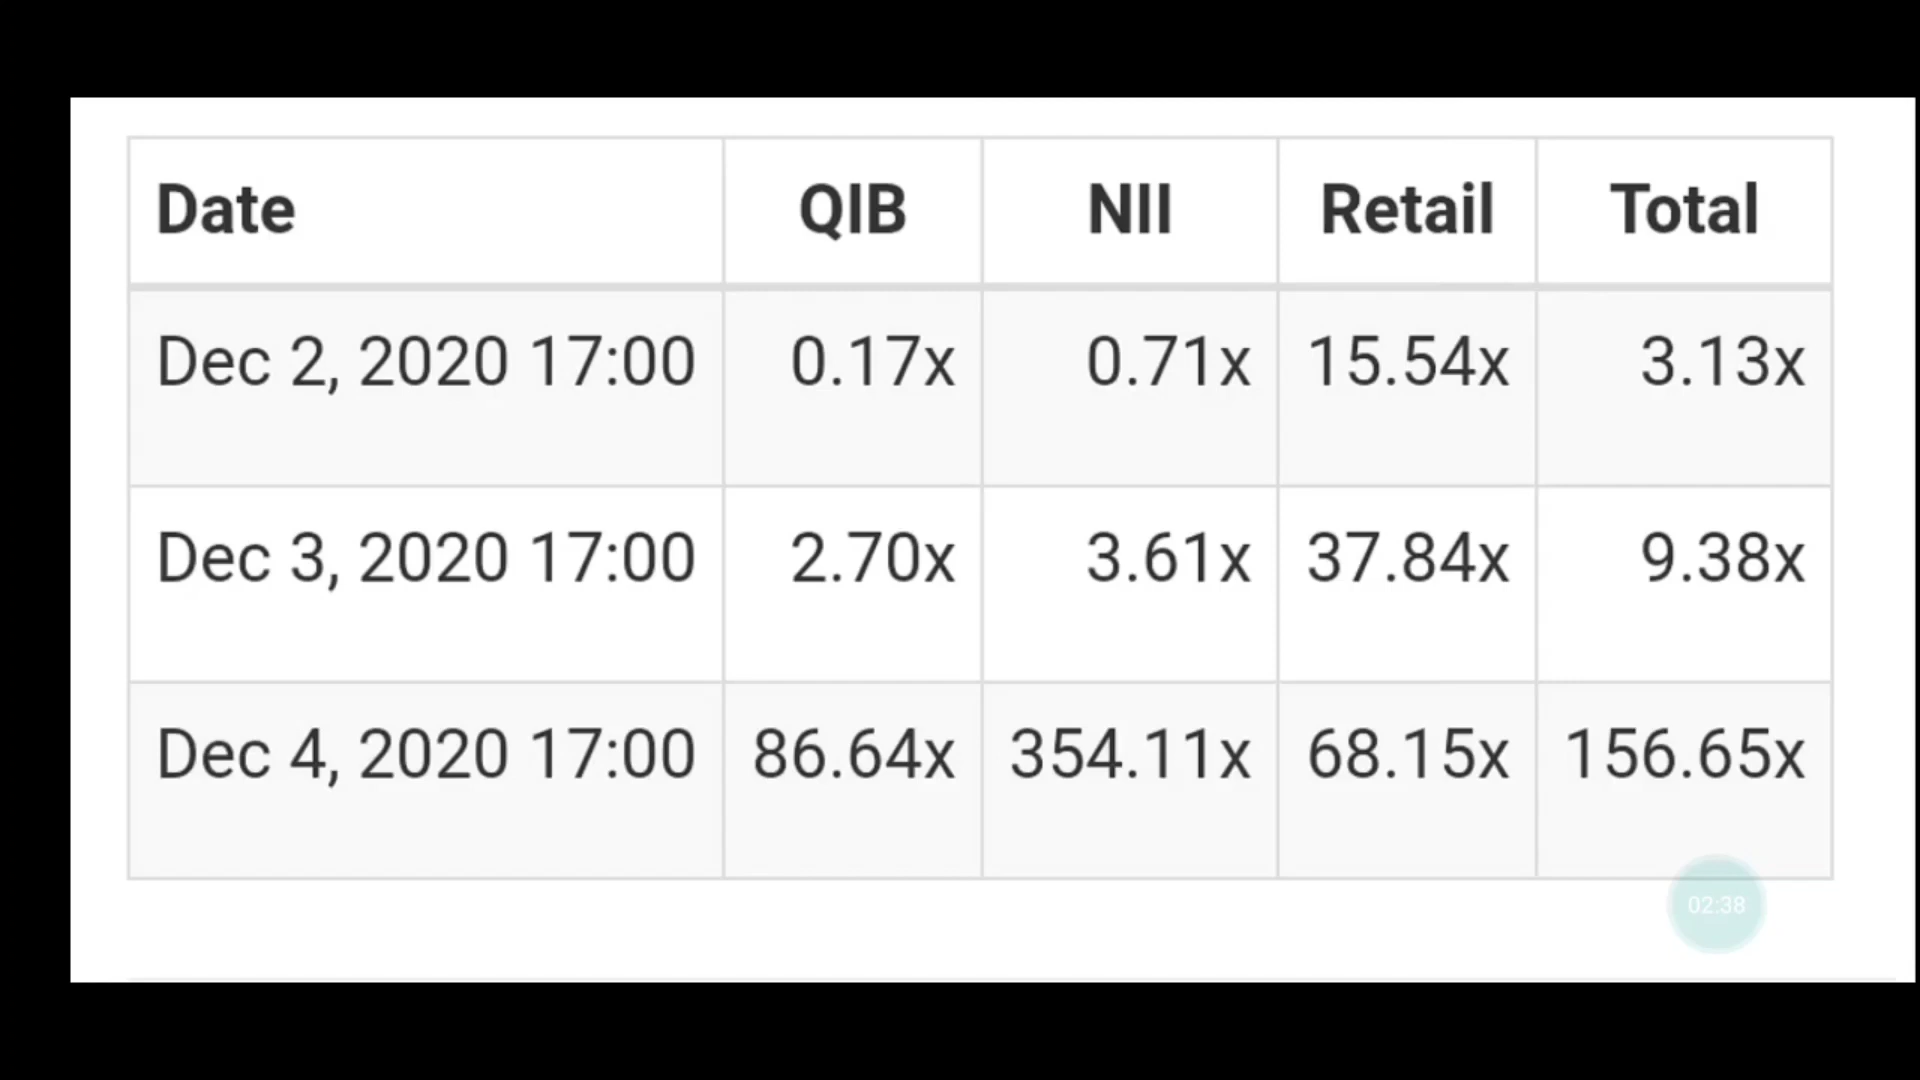 Date QIB NII Retail Total
Dec 2, 2020 17:00 0.17x 0.71x 15.54x 3.13x
Dec 3, 2020 17:00 2.70x 3.61x 37.84x 9.38x
Dec 4, 2020 17:00 86.64x 354.11x 68.15x 156.65x
02:38